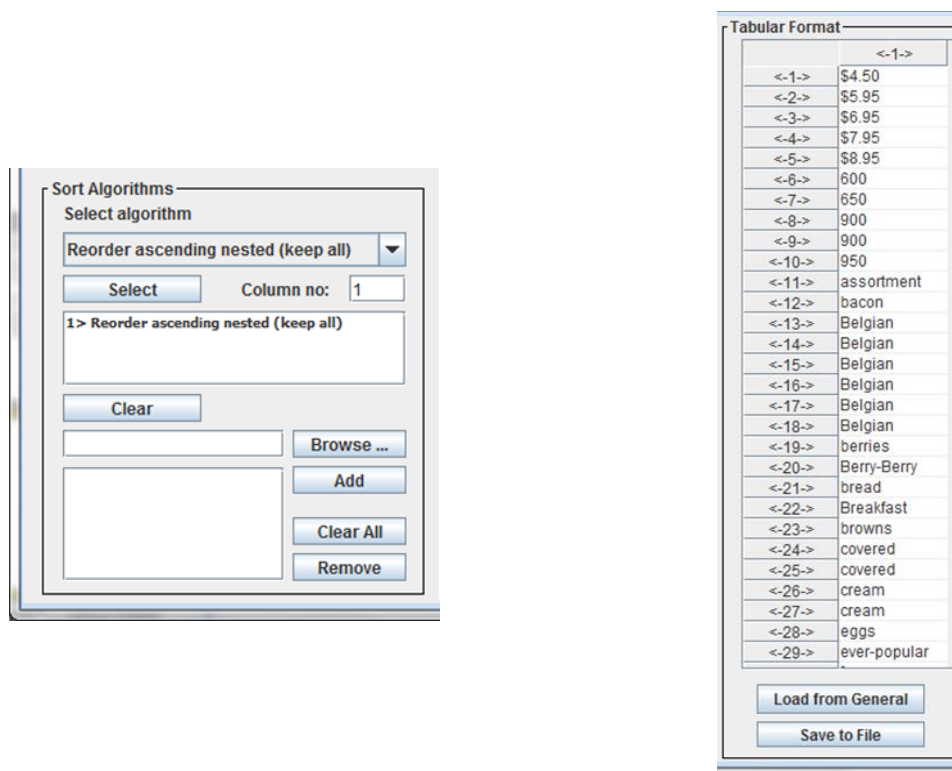 Sort Algorithms
Select algorithm
Reorder ascending nested (keep all)
Select Column no: 1
1> Reorder ascending nested (keep all)
Clear
Browse ...
Add
Clear All
Remove
Tabular Format
<-1->
<-1-> $4.50
<-2-> $5.95
<-3-> $6.95
<-4-> $7.95
<-5-> $8.95
<-6-> 600
<-7-> 650
<-8-> 900
<-9-> 900
<-10-> 950
<-11-> assortment
<-12-> bacon
<-13-> Belgian
<-14-> Belgian
<-15-> Belgian
<-16-> Belgian
<-17-> Belgian
<-18-> Belgian
<-19-> berries
<-20-> Berry-Berry
<-21-> bread
<-22-> Breakfast
<-23-> browns
<-24-> covered
<-25-> covered
<-26-> cream
<-27-> cream
<-28-> eggs
<-29-> ever-popular
Load from General
Save to File